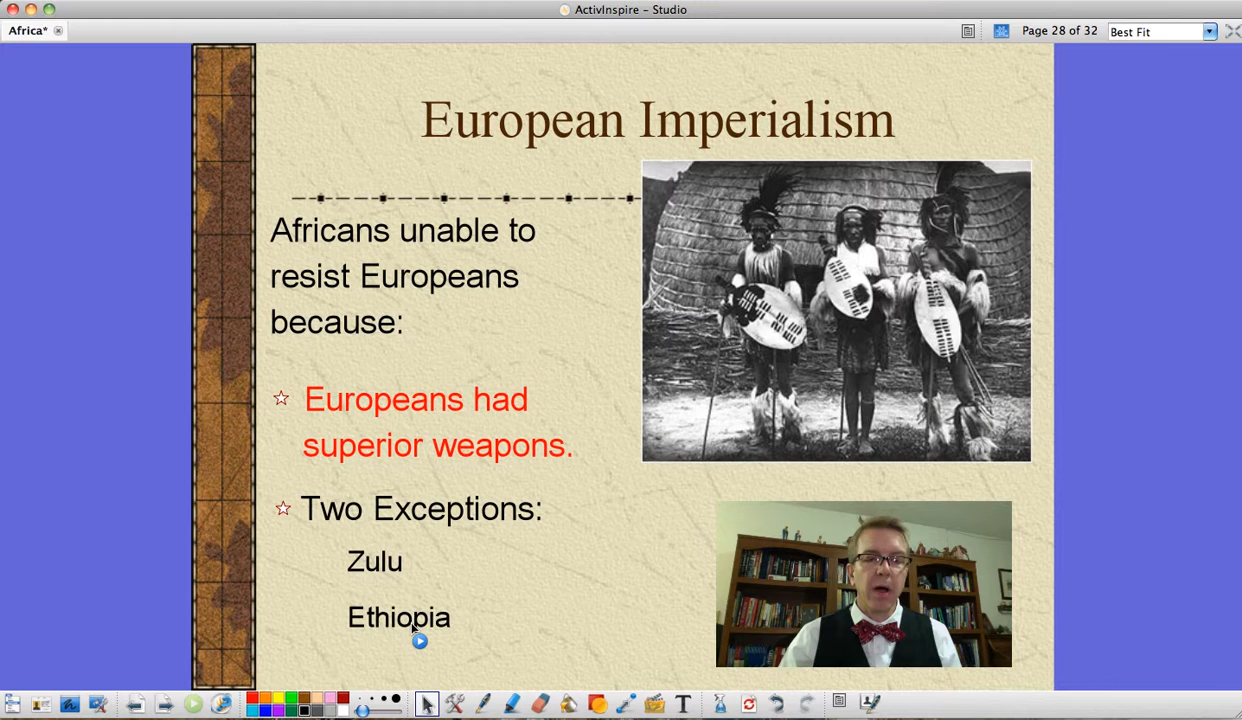 ActivInspire - Studio
Africa*
Page 28 of 32
Best Fit
European Imperialism
Africans unable to
resist Europeans
because:
Europeans had
superior weapons.
Two Exceptions:
Zulu
Ethiopia
T